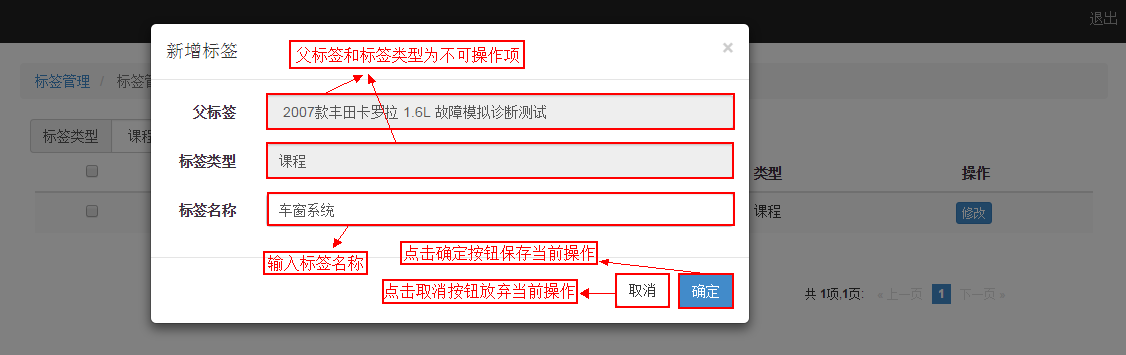 退出
新增标签
父标签和标签类型为不可操作项
×
标签管理 / 标签管
父标签
2007款丰田卡罗拉 1.6L 故障模拟诊断测试
标签类型 课程
标签类型
课程
类型
操作
标签名称
车窗系统
课程
修改
输入标签名称
点击确定按钮保存当前操作
点击取消按钮放弃当前操作
取消
确定
共 1项,1页: « 上一页 1 下一页 »